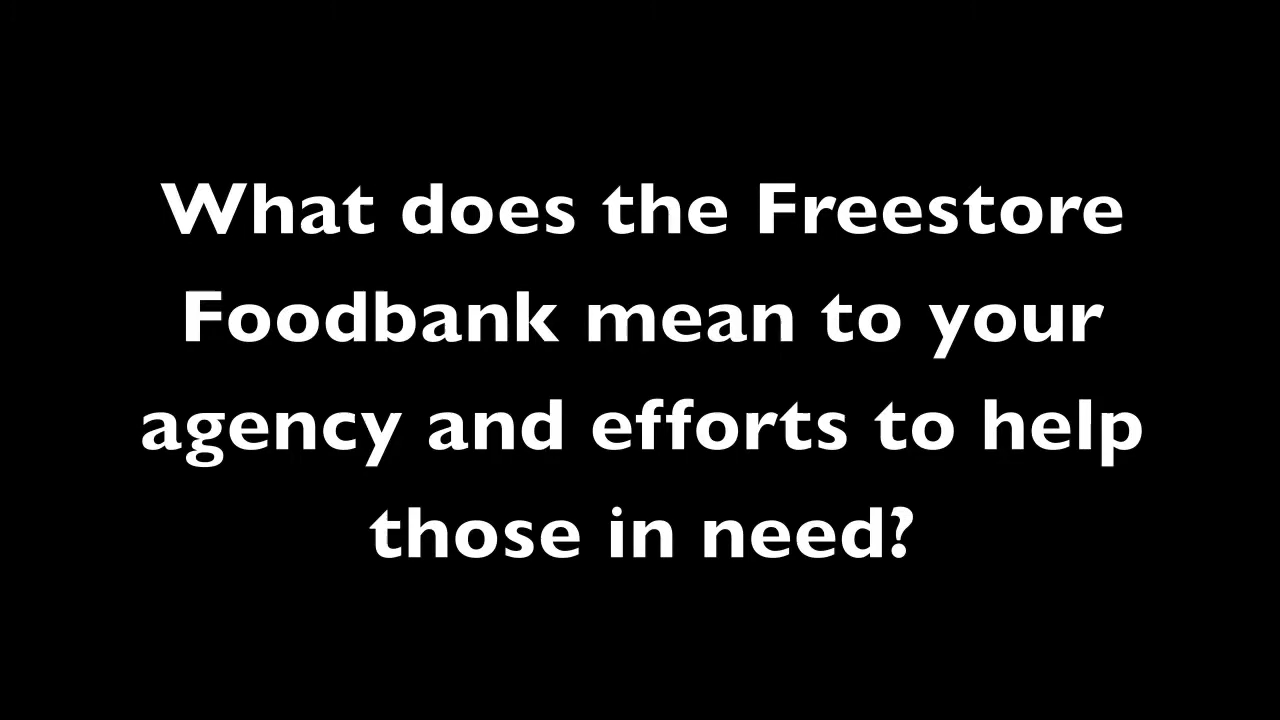 What does the Freestore
Foodbank mean to your
agency and efforts to help
those in need?